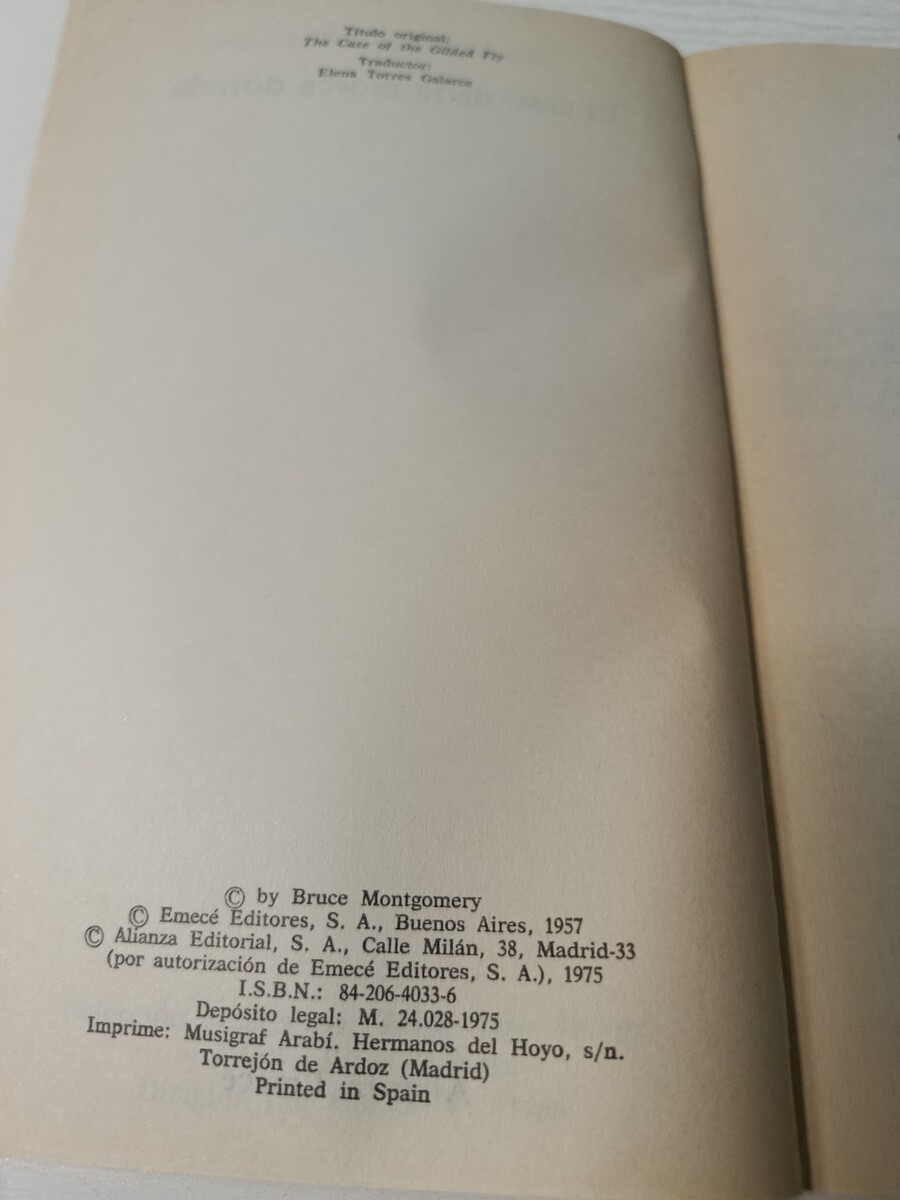 Título original:
The Case of the Gilded Fly
Traductor:
Elena Torres Galarce
© by Bruce Montgomery
© Emecé Editores, S. A., Buenos Aires, 1957
© Alianza Editorial, S. A., Calle Milán, 38, Madrid-33
(por autorización de Emecé Editores, S. A.), 1975
I.S.B.N.: 84-206-4033-6
Depósito legal: M. 24.028-1975
Imprime: Musigraf Arabí. Hermanos del Hoyo, s/n.
Torrejón de Ardoz (Madrid)
Printed in Spain